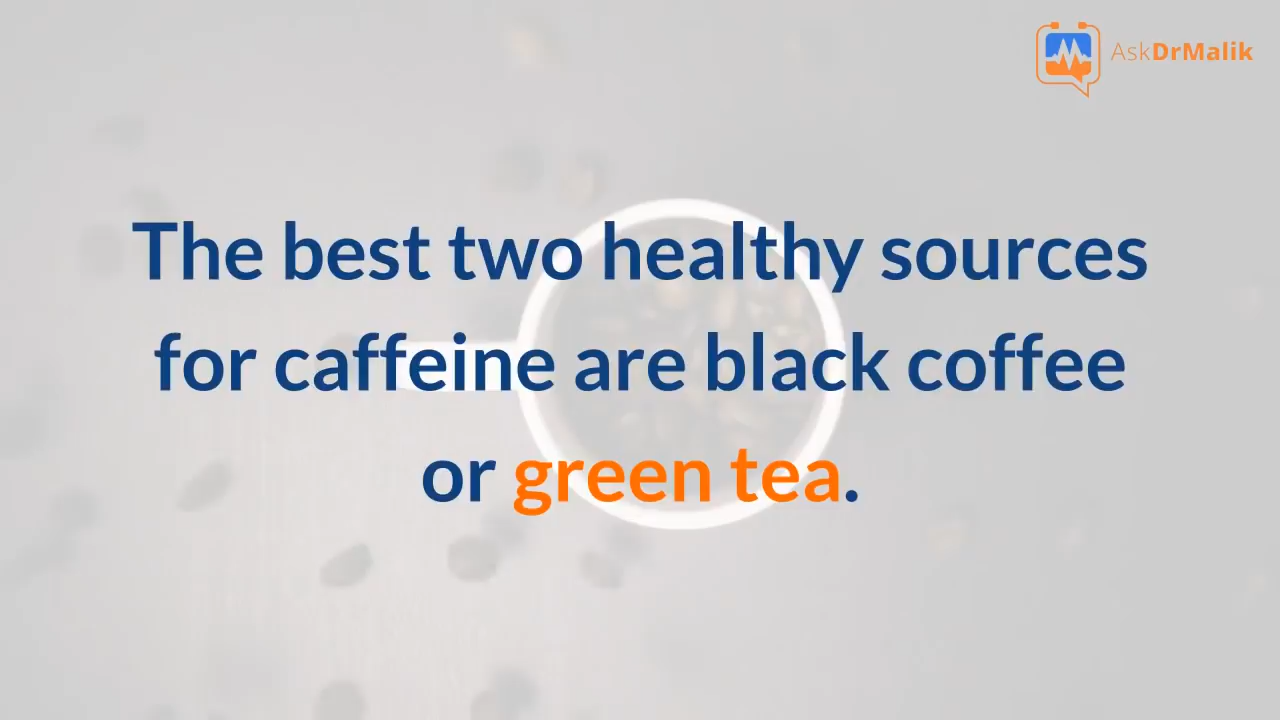 AskDrMalik
The best two healthy sources
for caffeine are black coffee
or green tea.